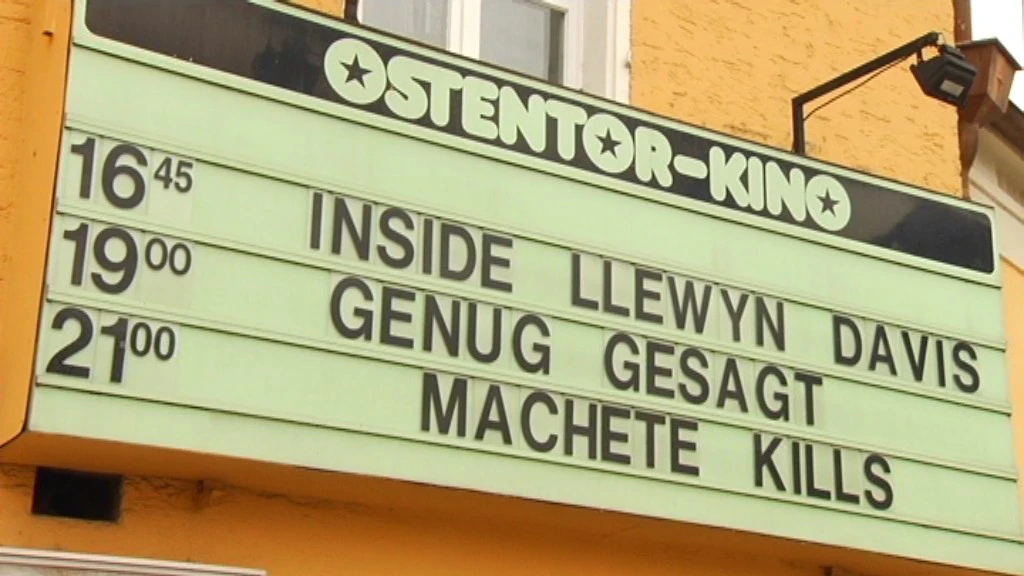 OSTENTOR-KINO
16 45 INSIDE LLEWYN DAVIS
19 00 GENUG GESAGT
21 00 MACHETE KILLS